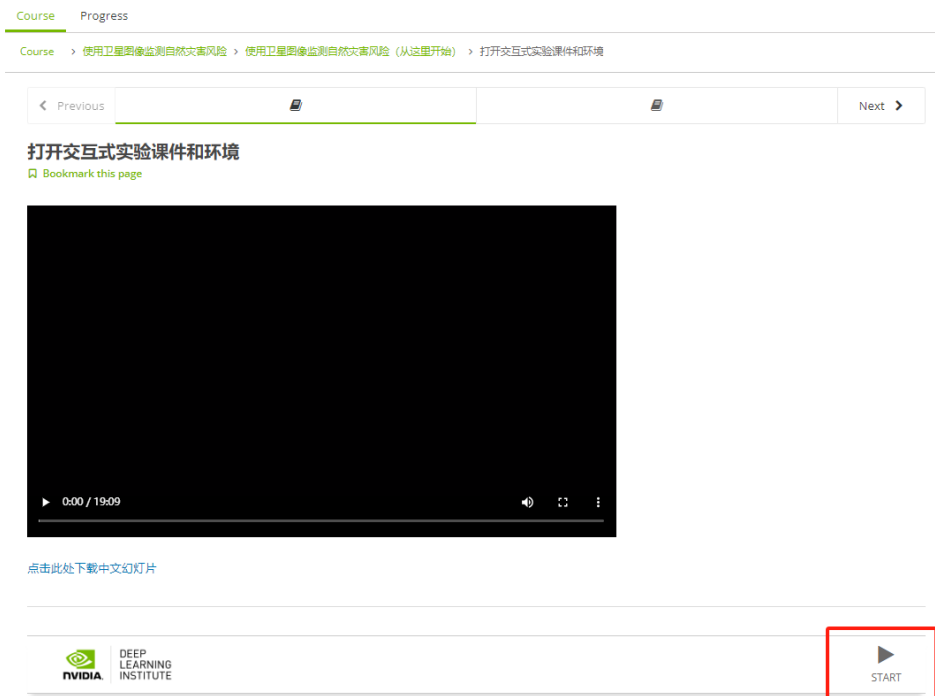 Course Progress
Course > 使用卫星图像监测自然灾害风险 > 使用卫星图像监测自然灾害风险（从这里开始） > 打开交互式实验课件和环境
Previous
Next
打开交互式实验课件和环境
Bookmark this page
0:00 / 19:09
点击此处下载中文幻灯片
NVIDIA.
DEEP
LEARNING
INSTITUTE
START